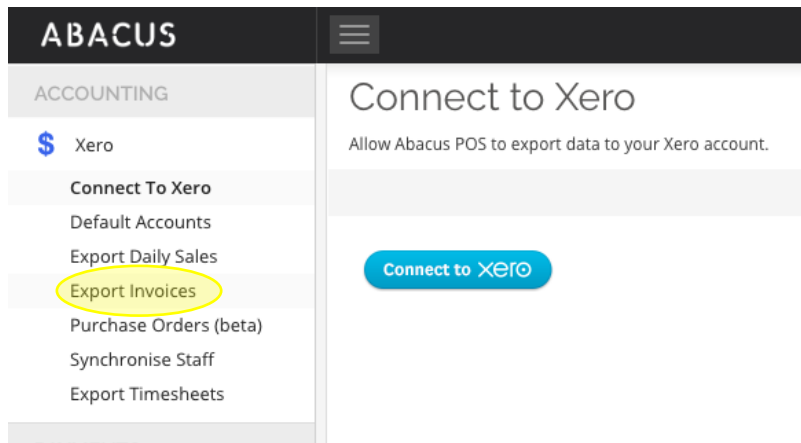 ABACUS
ACCOUNTING
$ Xero
Connect To Xero
Default Accounts
Export Daily Sales
Export Invoices
Purchase Orders (beta)
Synchronise Staff
Export Timesheets
Connect to Xero
Allow Abacus POS to export data to your Xero account.
Connect to xero